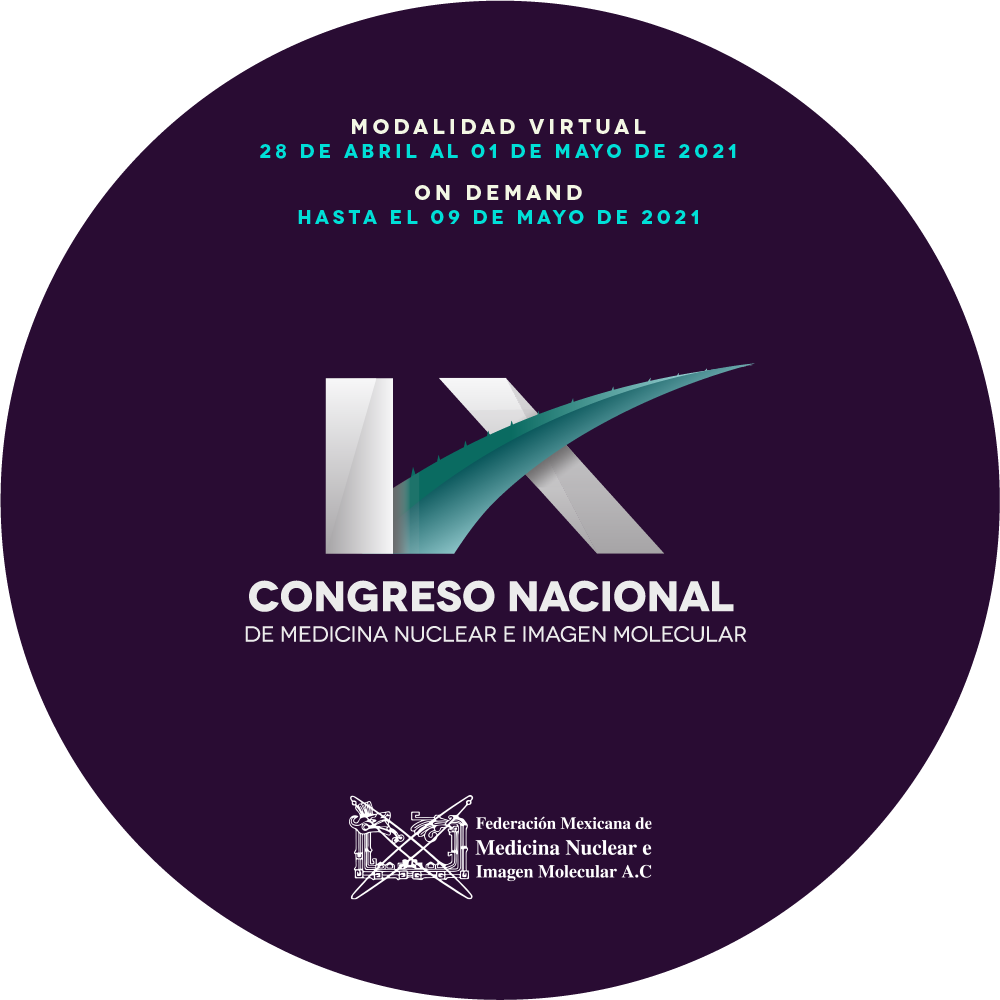 MODALIDAD VIRTUAL
28 DE ABRIL AL 01 DE MAYO DE 2021
ON DEMAND
HASTA EL 09 DE MAYO DE 2021
IX
CONGRESO NACIONAL
DE MEDICINA NUCLEAR E IMAGEN MOLECULAR
Federación Mexicana de
Medicina Nuclear e
Imagen Molecular A.C